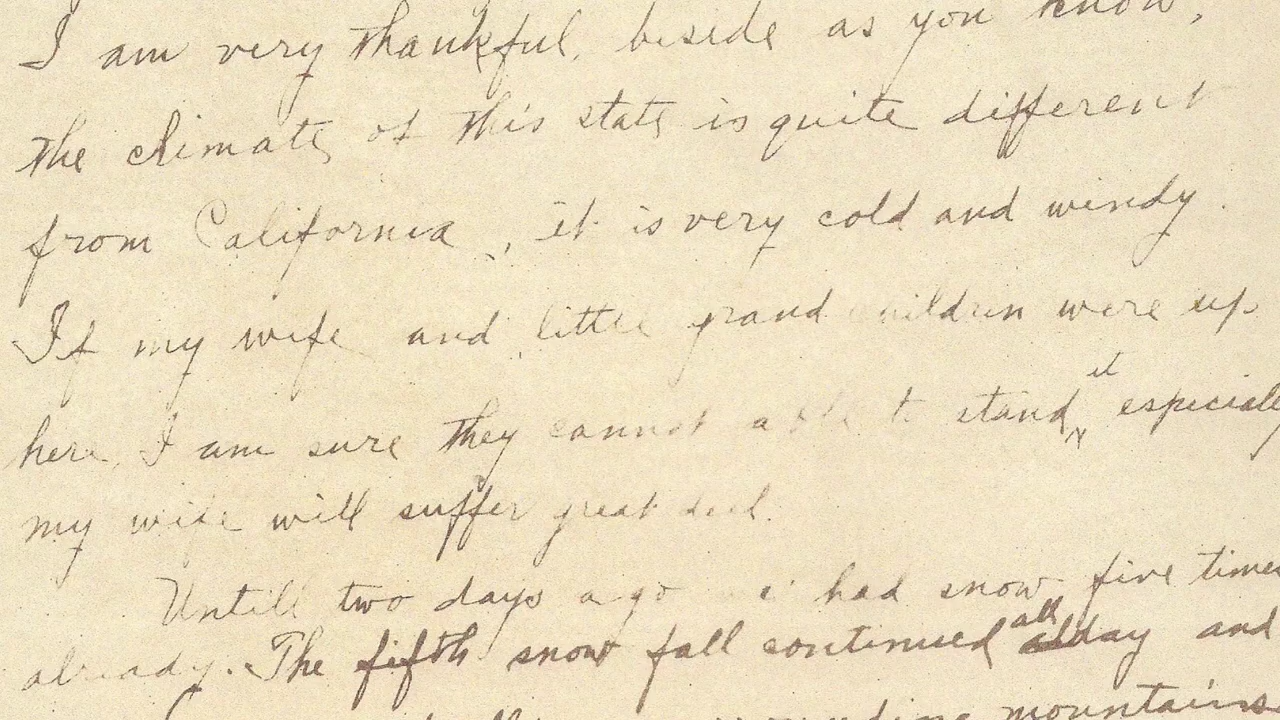 I am very thankful, beside as you know,
the climate of this state is quite different
from California, it is very cold and windy.
If my wife and little grand children were up
here, I am sure they cannot able to stand it especialy
my wife will suffer great deal.
Untill two days ago we had snow five times
already. The fifth snow fall continued all day and
mountains